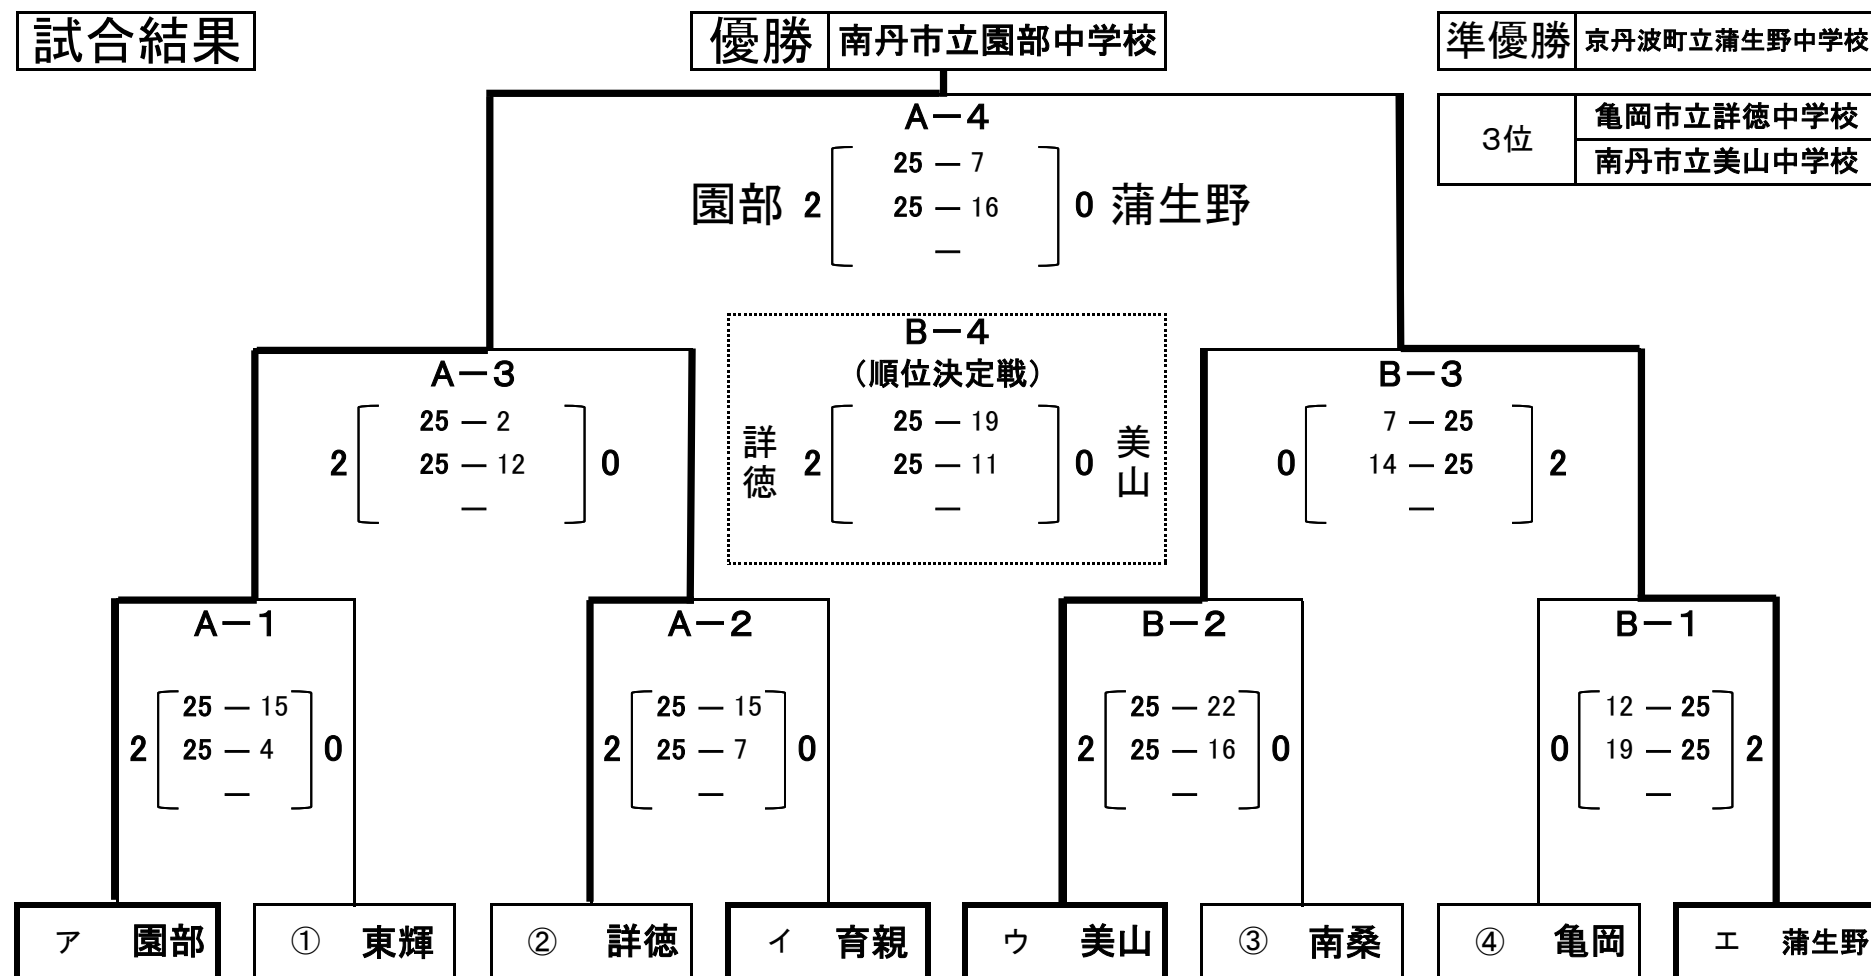 試合結果
優勝 南丹市立園部中学校
準優勝 京丹波町立蒲生野中学校
3位 亀岡市立詳徳中学校
南丹市立美山中学校
A－4
25 － 7
園部 2 25 － 16 0 蒲生野
－
B－4
(順位決定戦)
詳徳 2 25 － 19 0 美山
25 － 11
－
A－3
25 － 2
2 25 － 12 0
－
B－3
7 － 25
0 14 － 25 2
－
A－1
25 － 15
2 25 － 4 0
－
A－2
25 － 15
2 25 － 7 0
－
B－2
25 － 22
2 25 － 16 0
－
B－1
12 － 25
0 19 － 25 2
－
ア 園部
① 東輝
② 詳徳
イ 育親
ウ 美山
③ 南桑
④ 亀岡
エ 蒲生野